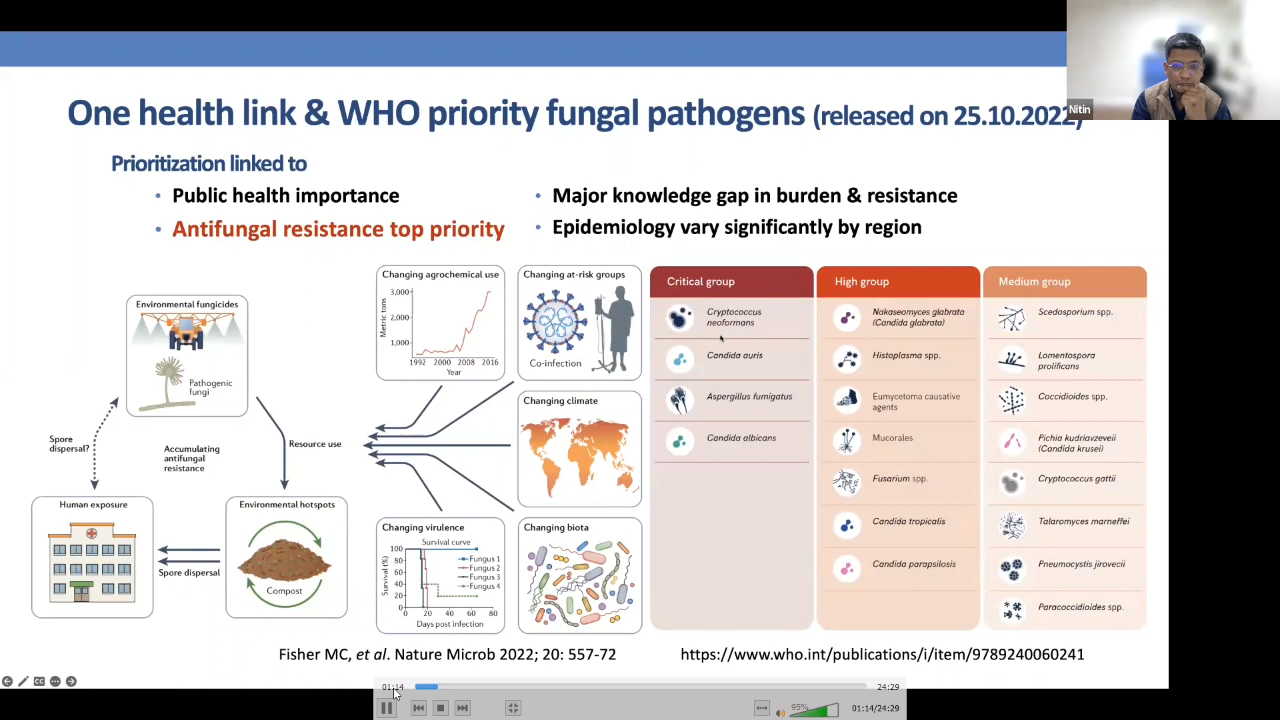 One health link & WHO priority fungal pathogens (released on 25.10.2022)
Nitin
Prioritization linked to
• Public health importance
• Antifungal resistance top priority
• Major knowledge gap in burden & resistance
• Epidemiology vary significantly by region
Environmental fungicides
Pathogenic
fungi
Spore
dispersal?
Accumulating
antifungal
resistance
Resource use
Human exposure
Spore dispersal
Environmental hotspots
Compost
Changing agrochemical use
Metric tons
3,000
2,000
1,000
1992 2000 2008 2016
Year
Changing at-risk groups
Co-infection
Changing climate
Changing virulence
Survival curve
Survival (%)
100
80
60
40
20
0
Fungus 1
Fungus 2
Fungus 3
Fungus 4
0 20 40 60 80
Days post infection
Changing biota
Critical group
Cryptococcus
neoformans
Candida auris
Aspergillus fumigatus
Candida albicans
High group
Nakaseomyces glabrata
(Candida glabrata)
Histoplasma spp.
Eumycetoma causative
agents
Mucorales
Fusarium spp.
Candida tropicalis
Candida parapsilosis
Medium group
Scedosporium spp.
Lomentospora
prolificans
Coccidioides spp.
Pichia kudriavzeveii
(Candida krusei)
Cryptococcus gattii
Talaromyces marneffei
Pneumocystis jirovecii
Paracoccidioides spp.
Fisher MC, et al. Nature Microb 2022; 20: 557-72
https://www.who.int/publications/i/item/9789240060241
01:14
24:29
95%
01:14/24:29